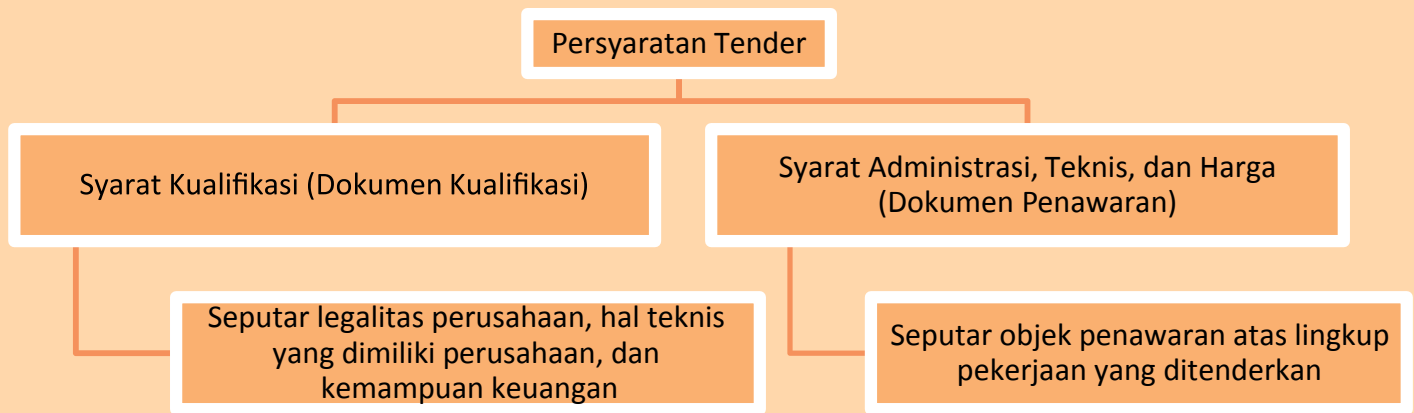 Persyaratan Tender
Syarat Kualifikasi (Dokumen Kualifikasi)
Syarat Administrasi, Teknis, dan Harga
(Dokumen Penawaran)
Seputar legalitas perusahaan, hal teknis
yang dimiliki perusahaan, dan
kemampuan keuangan
Seputar objek penawaran atas lingkup
pekerjaan yang ditenderkan